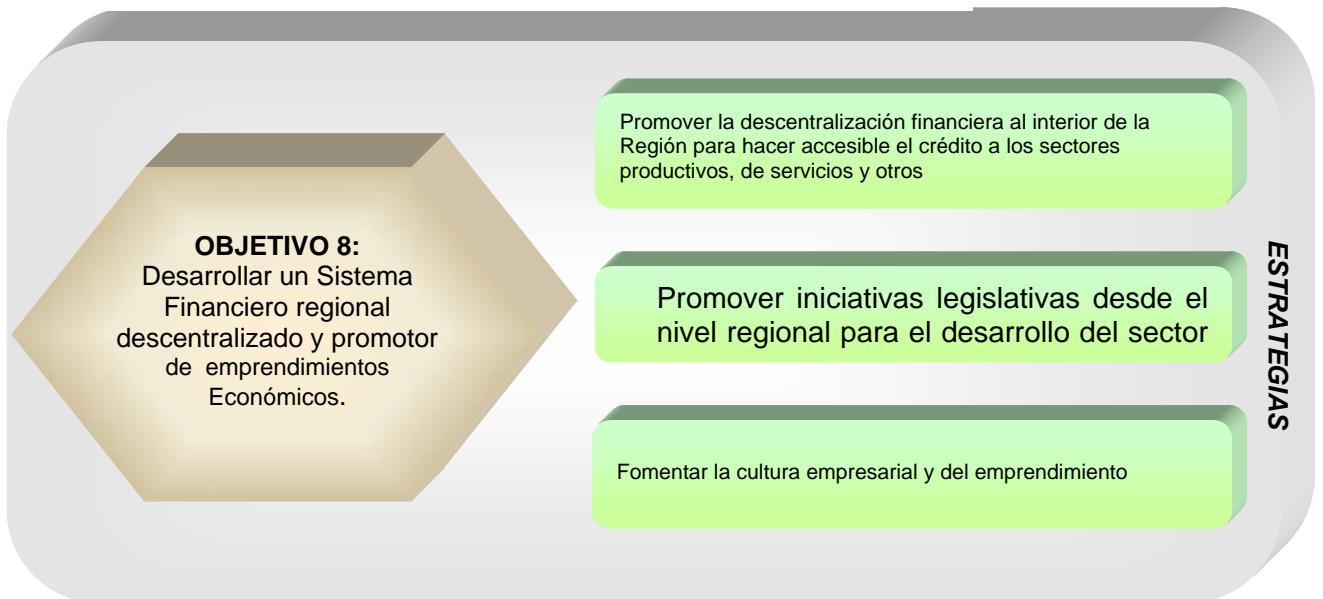 OBJETIVO 8:
Desarrollar un Sistema
Financiero regional
descentralizado y promotor
de emprendimientos
Económicos.
Promover la descentralización financiera al interior de la
Región para hacer accesible el crédito a los sectores
productivos, de servicios y otros
Promover iniciativas legislativas desde el
nivel regional para el desarrollo del sector
Fomentar la cultura empresarial y del emprendimiento
ESTRATEGIAS